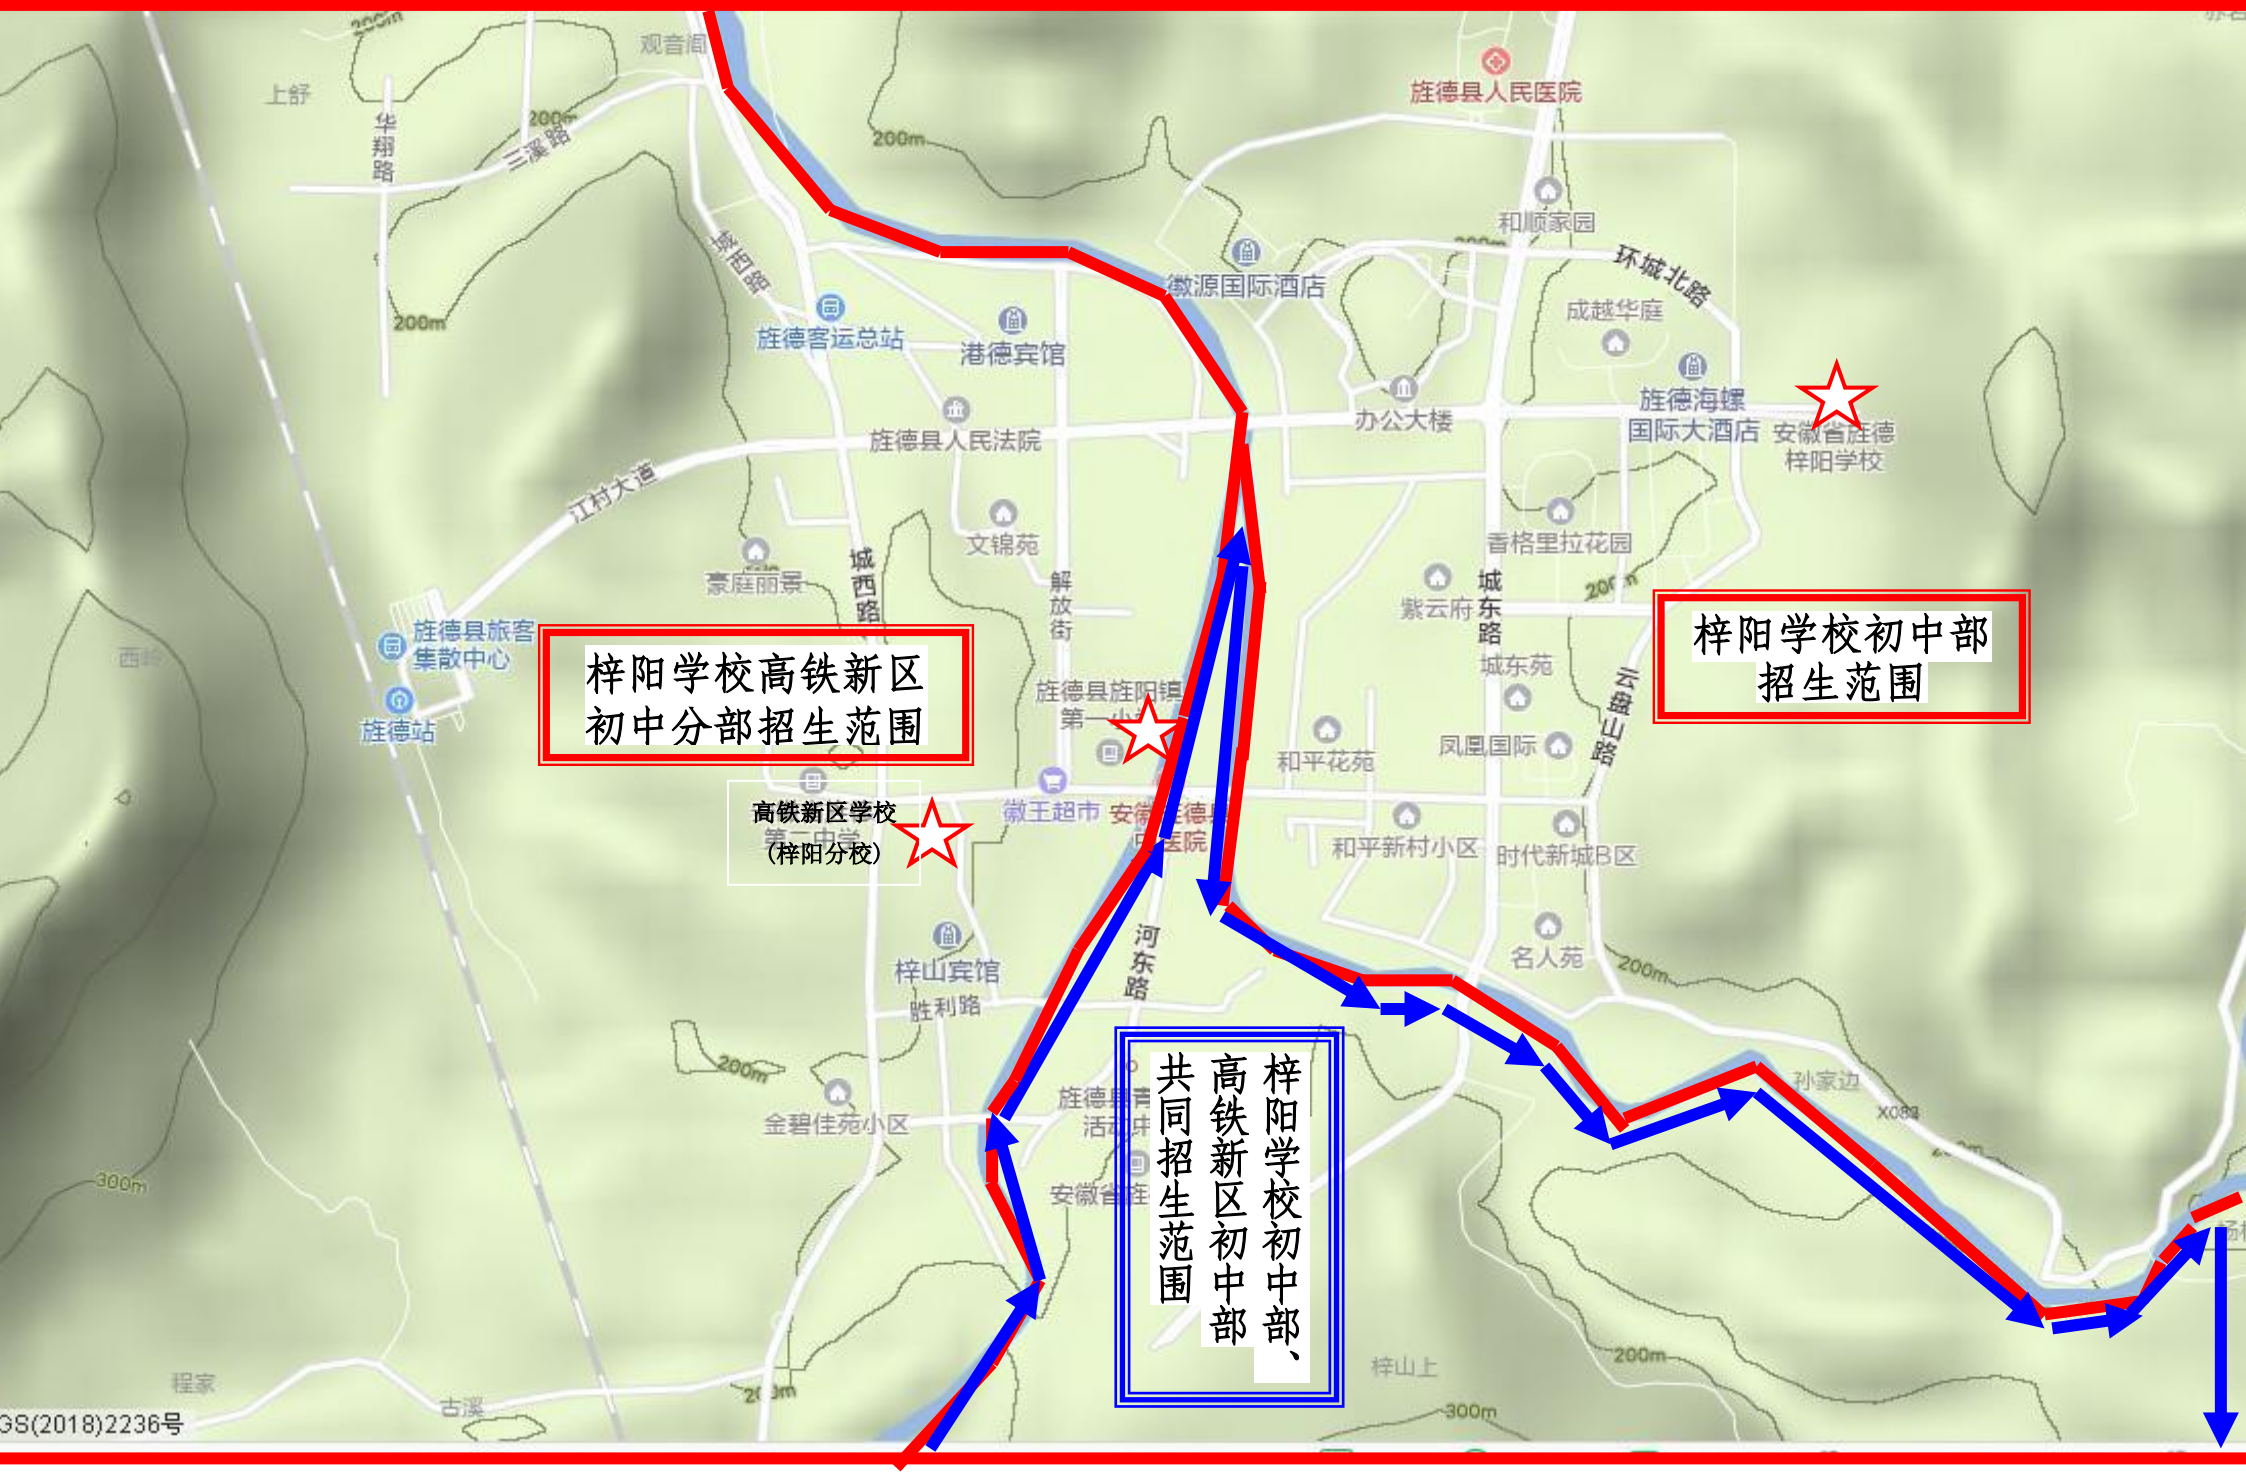 观音阁
上舒
华翔路
200m
三溪路
200m
旌德县人民医院
和顺家园
城西路
徽源国际酒店
环城北路
成越华庭
旌德客运总站
港德宾馆
200m
旌德海螺
国际大酒店
办公大楼
安徽省旌德
梓阳学校
旌德县人民法院
江村大道
文锦苑
香格里拉花园
豪庭丽景
城西路
解放街
紫云府
城东路
旌德县旅客
集散中心
西岭
梓阳学校高铁新区
初中分部招生范围
梓阳学校初中部
招生范围
城东苑
云盘山路
旌德县旌阳镇
旌德站
和平花苑
凤凰国际
高铁新区学校
(梓阳分校)
徽王超市
和平新村小区
时代新城B区
名人苑
梓山宾馆
河东路
胜利路
200m
200m
梓阳学校初中部、
高铁新区初中部
共同招生范围
孙家边
X083
金碧佳苑小区
300m
梓山上
200m
程家
古溪
300m
GS(2018)2236号